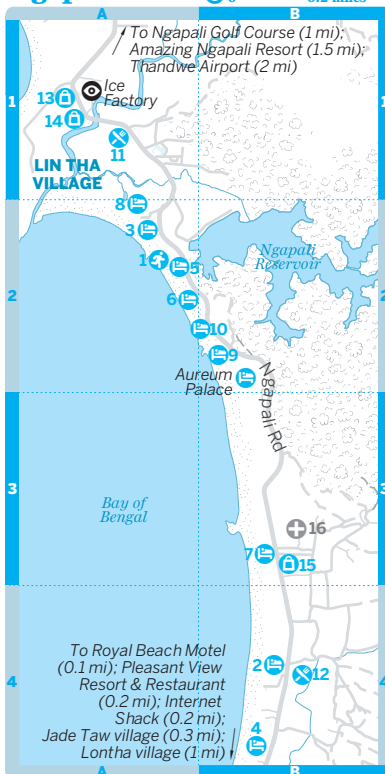 A
B
To Ngapali Golf Course (1 mi);
Amazing Ngapali Resort (1.5 mi);
Thandwe Airport (2 mi)
1
1
13
Ice
Factory
14
11
LIN THA
VILLAGE
8
3
Ngapali
Reservoir
1
5
2
2
6
10
9
Aureum
Palace
Ngapali Rd
3
3
Bay of
Bengal
16
7
15
To Royal Beach Motel
(0.1 mi); Pleasant View
Resort & Restaurant
(0.2 mi); Internet
Shack (0.2 mi);
Jade Taw village (0.3 mi);
Lontha village (1 mi)
2
12
4
4
4
A
B